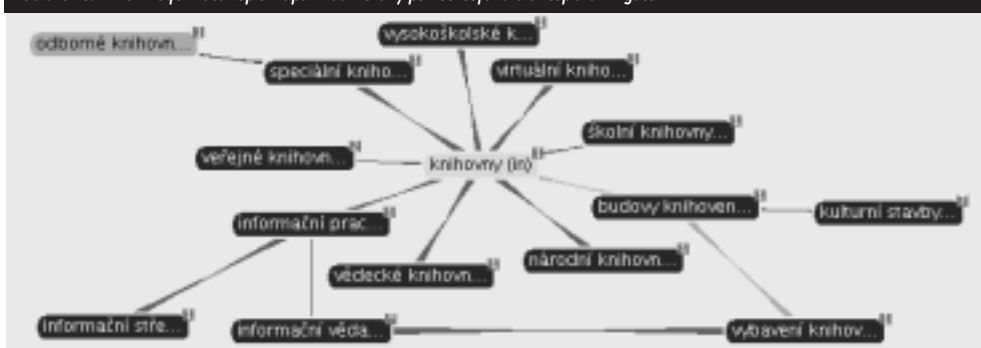 odborné knihovn...
vysokoškolské k...
speciální kniho...
virtuální kniho...
školní knihovny...
veřejné knihovn...
knihovny (in)
budovy knihoven...
kulturní stavby...
informační prac...
národní knihovn...
vědecké knihovn...
informační stře...
informační věda...
vybavení knihov...